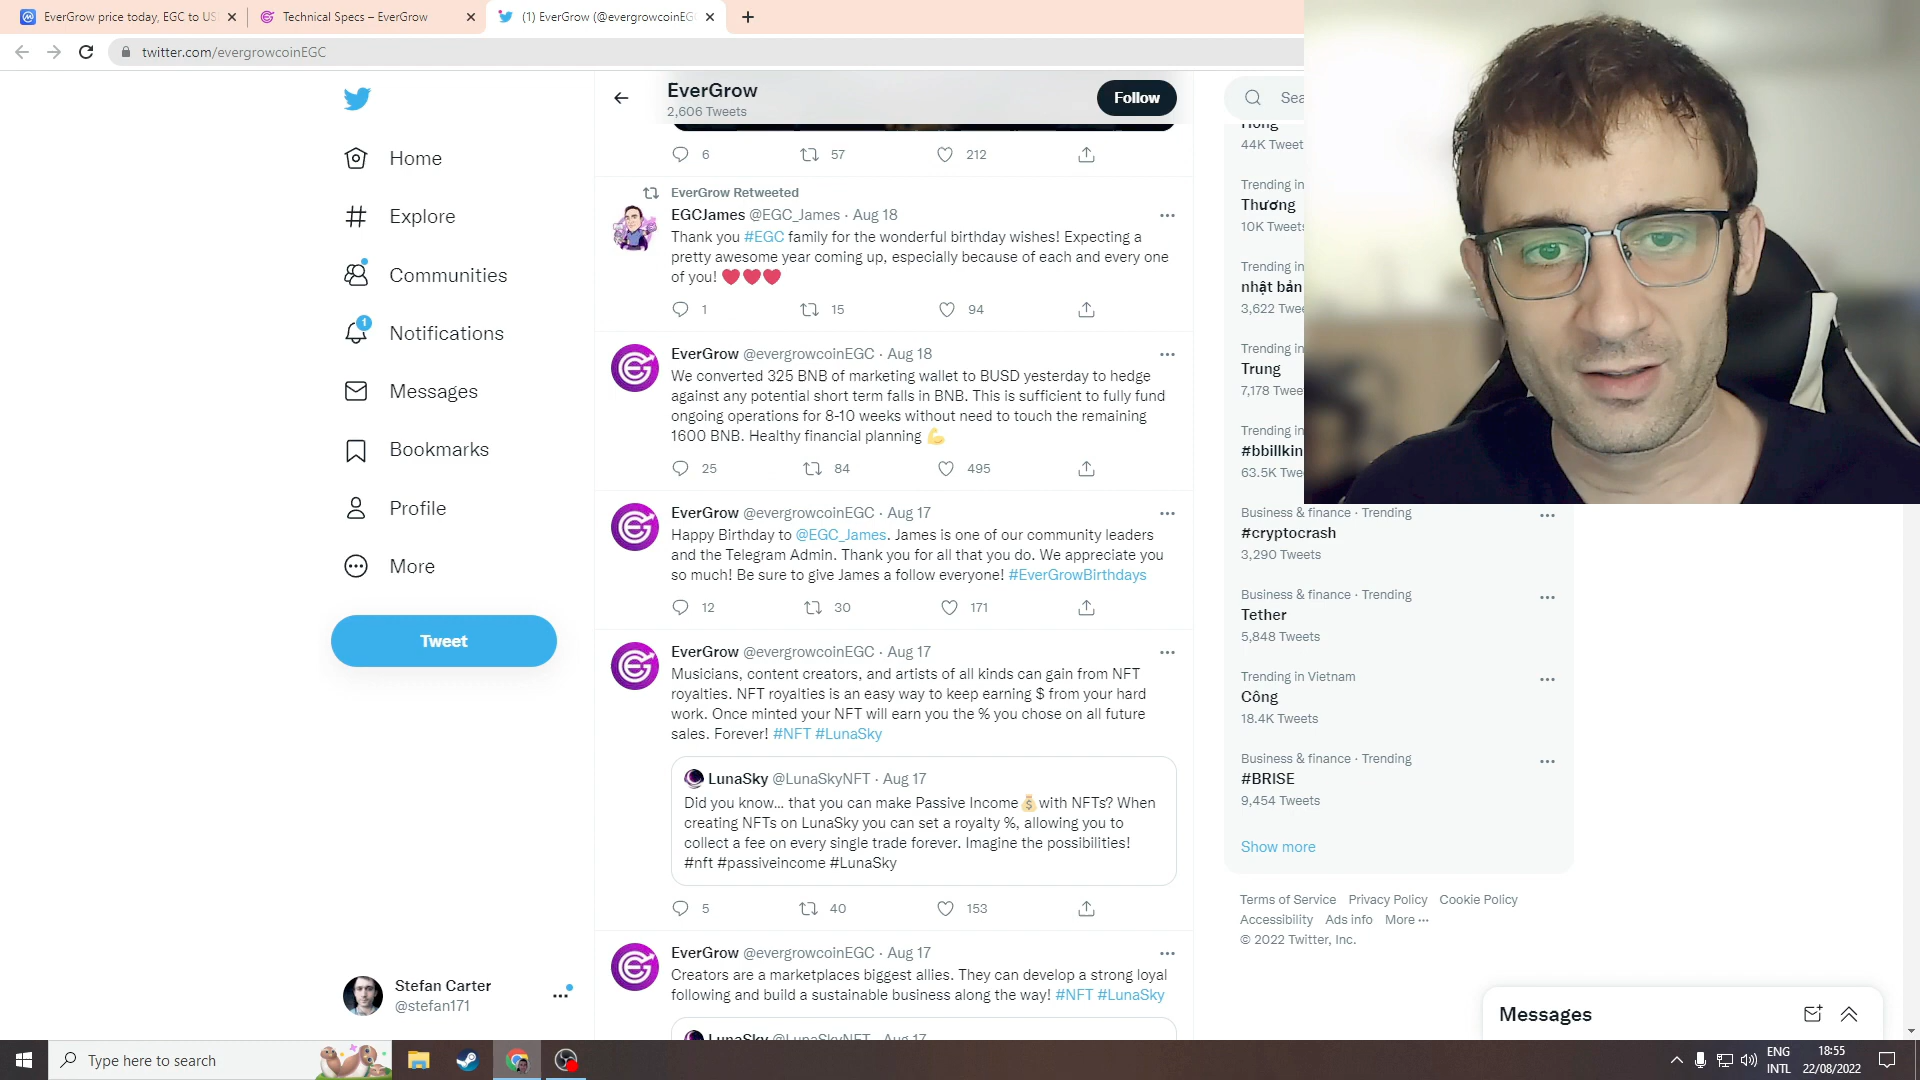 EverGrow price today, EGC to US
Technical Specs – EverGrow
(1) EverGrow (@evergrowcoinEG
twitter.com/evergrowcoinEGC
Home
Explore
Communities
1
Notifications
Messages
Bookmarks
Profile
More
Tweet
Stefan Carter
@stefan171
EverGrow
2,606 Tweets
Follow
6 57 212
EverGrow Retweeted
EGCJames @EGC_James · Aug 18
Thank you #EGC family for the wonderful birthday wishes! Expecting a
pretty awesome year coming up, especially because of each and every one
of you! ❤❤❤
1 15 94
EverGrow @evergrowcoinEGC · Aug 18
We converted 325 BNB of marketing wallet to BUSD yesterday to hedge
against any potential short term falls in BNB. This is sufficient to fully fund
ongoing operations for 8-10 weeks without need to touch the remaining
1600 BNB. Healthy financial planning 💪
25 84 495
EverGrow @evergrowcoinEGC · Aug 17
Happy Birthday to @EGC_James. James is one of our community leaders
and the Telegram Admin. Thank you for all that you do. We appreciate you
so much! Be sure to give James a follow everyone! #EverGrowBirthdays
12 30 171
EverGrow @evergrowcoinEGC · Aug 17
Musicians, content creators, and artists of all kinds can gain from NFT
royalties. NFT royalties is an easy way to keep earning $ from your hard
work. Once minted your NFT will earn you the % you chose on all future
sales. Forever! #NFT #LunaSky
LunaSky @LunaSkyNFT · Aug 17
Did you know... that you can make Passive Income💰with NFTs? When
creating NFTs on LunaSky you can set a royalty %, allowing you to
collect a fee on every single trade forever. Imagine the possibilities!
#nft #passiveincome #LunaSky
5 40 153
EverGrow @evergrowcoinEGC · Aug 17
Creators are a marketplaces biggest allies. They can develop a strong loyal
following and build a sustainable business along the way! #NFT #LunaSky
LunaSky @LunaSkyNFT · Aug 17
Sea
Hồng
44K Tweet
Trending in
Thương
10K Tweets
Trending in
nhật bản
3,622 Twee
Trending in
Trung
7,178 Twee
Trending in
#bbillkin
63.5K Twee
Business & finance · Trending
#cryptocrash
3,290 Tweets
Business & finance · Trending
Tether
5,848 Tweets
Trending in Vietnam
Công
18.4K Tweets
Business & finance · Trending
#BRISE
9,454 Tweets
Show more
Terms of Service Privacy Policy Cookie Policy
Accessibility Ads info More ···
© 2022 Twitter, Inc.
Messages
Type here to search
ENG
INTL
18:55
22/08/2022